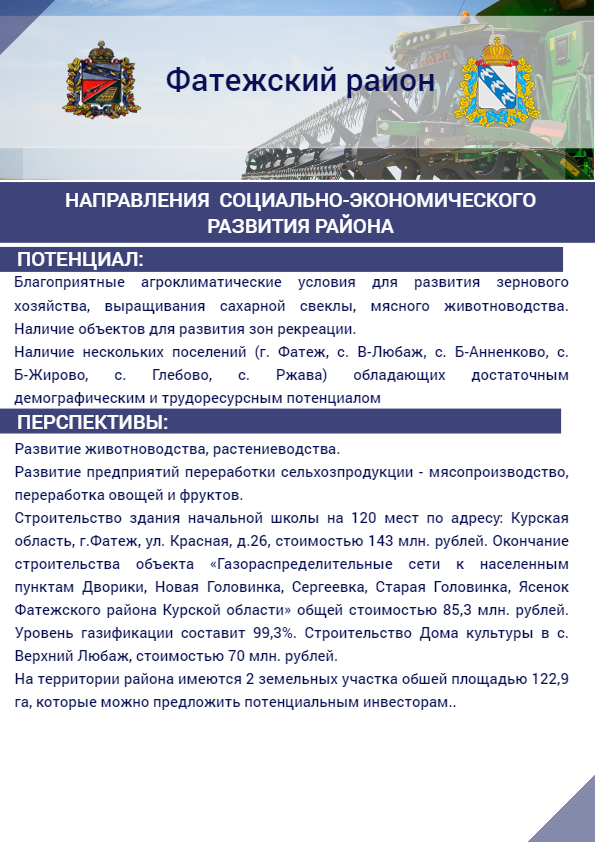 Фатежский район
НАПРАВЛЕНИЯ СОЦИАЛЬНО-ЭКОНОМИЧЕСКОГО
РАЗВИТИЯ РАЙОНА
ПОТЕНЦИАЛ:
Благоприятные агроклиматические условия для развития зернового
хозяйства, выращивания сахарной свеклы, мясного животноводства.
Наличие объектов для развития зон рекреации.
Наличие нескольких поселений (г. Фатеж, с. В-Любаж, с. Б-Анненково, с.
Б-Жирово, с. Глебово, с. Ржава) обладающих достаточным
демографическим и трудоресурсным потенциалом
ПЕРСПЕКТИВЫ:
Развитие животноводства, растениеводства.
Развитие предприятий переработки сельхозпродукции - мясопроизводство,
переработка овощей и фруктов.
Строительство здания начальной школы на 120 мест по адресу: Курская
область, г.Фатеж, ул. Красная, д.26, стоимостью 143 млн. рублей. Окончание
строительства объекта «Газораспределительные сети к населенным
пунктам Дворики, Новая Головинка, Сергеевка, Старая Головинка, Ясенок
Фатежского района Курской области» общей стоимостью 85,3 млн. рублей.
Уровень газификации составит 99,3%. Строительство Дома культуры в с.
Верхний Любаж, стоимостью 70 млн. рублей.
На территории района имеются 2 земельных участка обшей площадью 122,9
га, которые можно предложить потенциальным инвесторам..